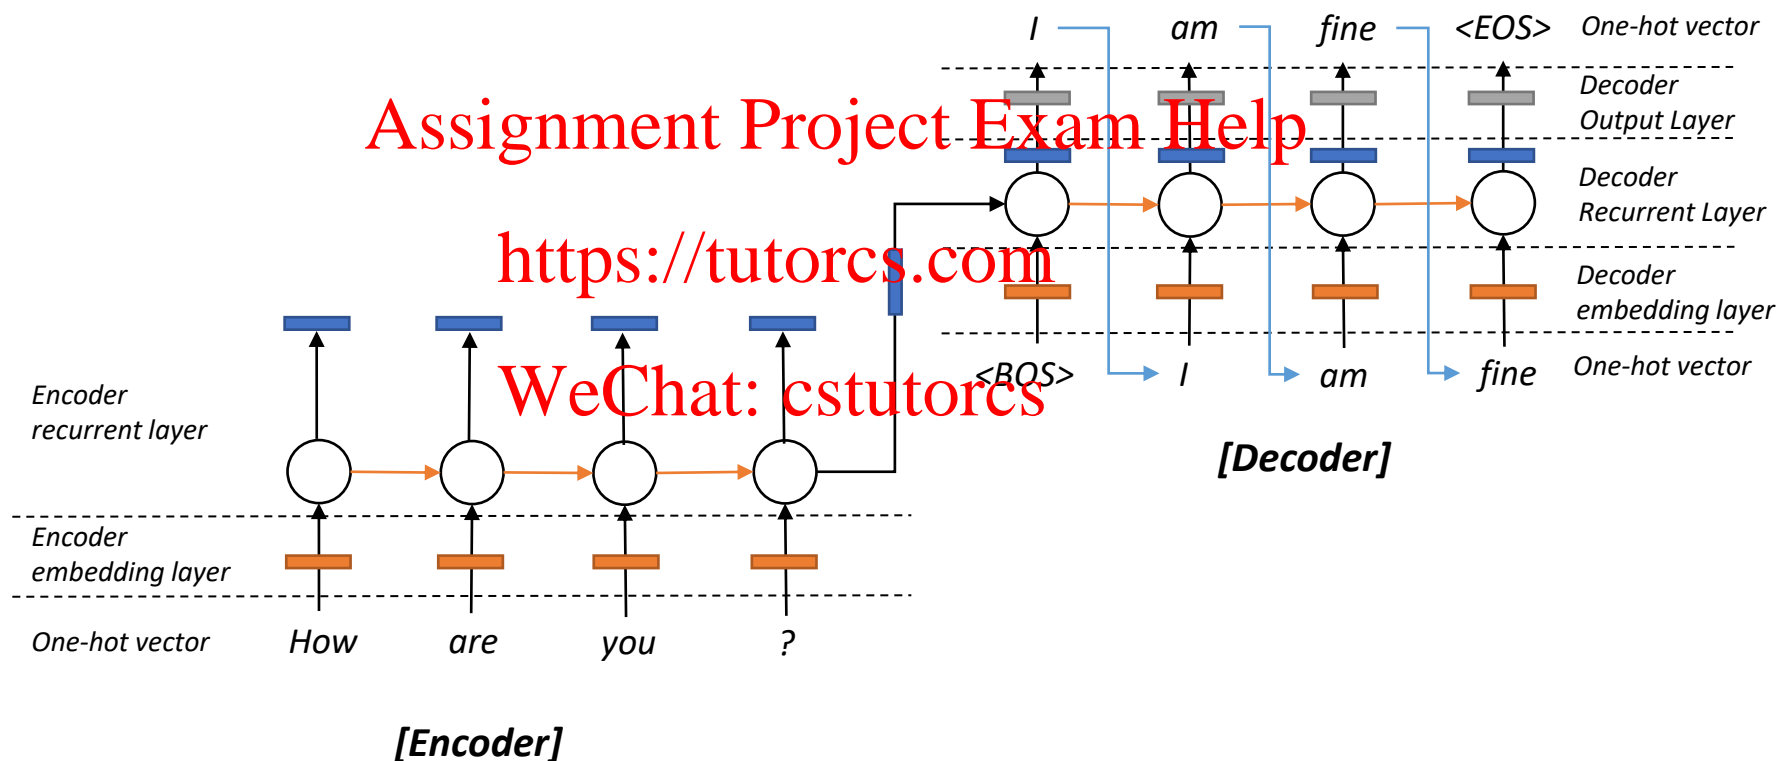 I am fine <EOS> One-hot vector
Decoder
Output Layer
Assignment Project Exam Help
Decoder
Recurrent Layer
https://tutorcs.com
Decoder
embedding layer
<BOS> I am fine One-hot vector
WeChat: cstutorcs
Encoder
recurrent layer
[Decoder]
Encoder
embedding layer
One-hot vector How are you ?
[Encoder]